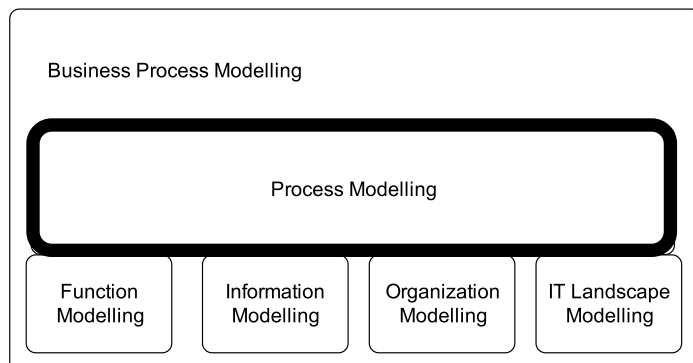 Business Process Modelling
Process Modelling
Function
Modelling
Information
Modelling
Organization
Modelling
IT Landscape
Modelling